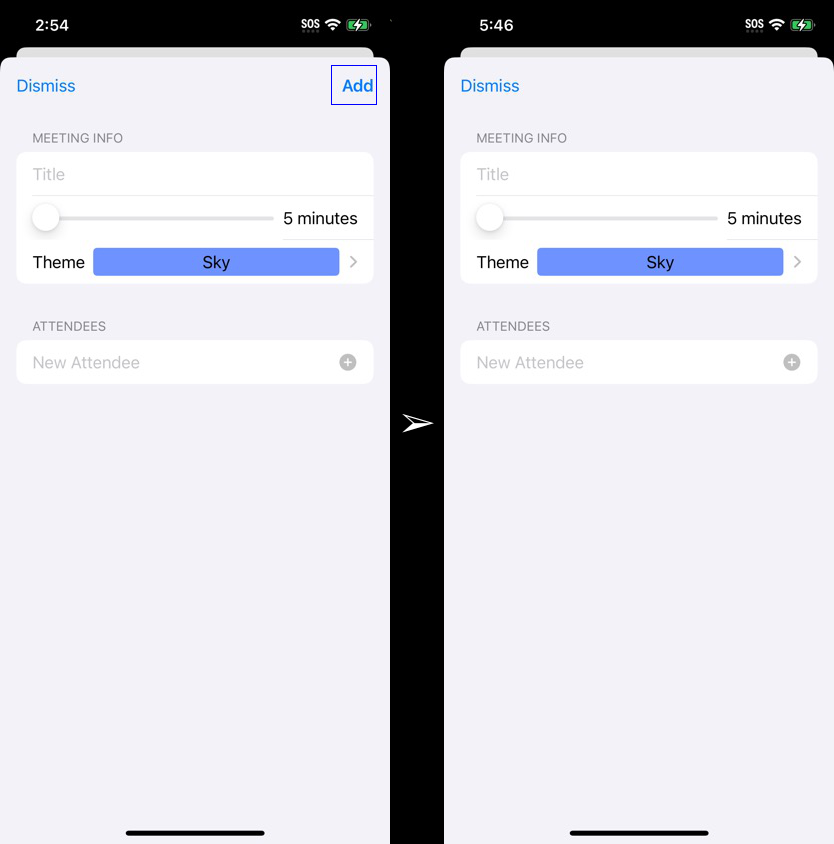 2:54
SOS
Dismiss
Add
MEETING INFO
Title
5 minutes
Theme
Sky
ATTENDEES
New Attendee
5:46
SOS
Dismiss
MEETING INFO
Title
5 minutes
Theme
Sky
ATTENDEES
New Attendee